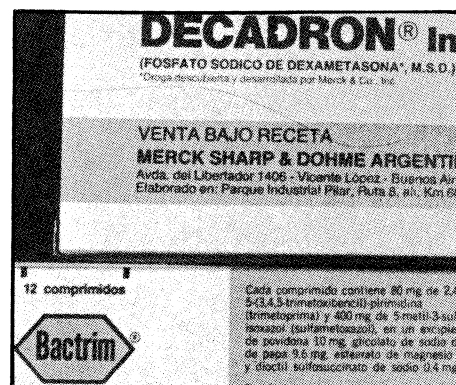 DECADRON® In
(FOSFATO SODICO DE DEXAMETASONA*, M.S.D.)
*Droga descubierta y desarrollada por Merck & Co., Inc.
VENTA BAJO RECETA
MERCK SHARP & DOHME ARGENTI
Avda. del Libertador 1406 - Vicente López - Buenos Air
Elaborado en: Parque Industrial Pilar, Ruta 8, Km 6
12 comprimidos
Bactrim®
Cada comprimido contiene 80 mg de 2,4
5-(3,4,5-trimetoxibencil)-pirimidina
(trimetoprima) y 400 mg de 5-metil-3-sul
isoxazol (sulfametoxazol), en un excipie
de povidona 10 mg, glicolato de sodio d
de papa 9.6 mg, estearato de magnesio
y dioctil sulfosuccinato de sodio 0.4 mg